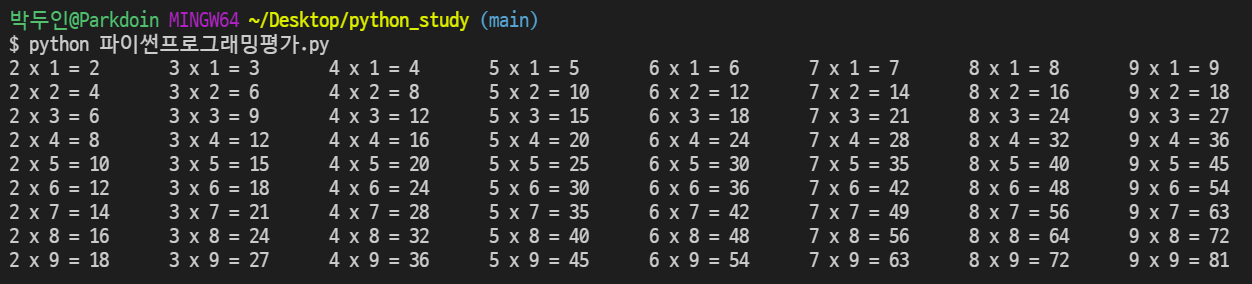 박두인@Parkdoin MINGW64 ~/Desktop/python_study (main)
$ python 파이썬프로그래밍평가.py
2 x 1 = 2      3 x 1 = 3       4 x 1 = 4       5 x 1 = 5       6 x 1 = 6       7 x 1 = 7       8 x 1 = 8       9 x 1 = 9
2 x 2 = 4      3 x 2 = 6       4 x 2 = 8       5 x 2 = 10      6 x 2 = 12      7 x 2 = 14      8 x 2 = 16      9 x 2 = 18
2 x 3 = 6      3 x 3 = 9       4 x 3 = 12      5 x 3 = 15      6 x 3 = 18      7 x 3 = 21      8 x 3 = 24      9 x 3 = 27
2 x 4 = 8      3 x 4 = 12      4 x 4 = 16      5 x 4 = 20      6 x 4 = 24      7 x 4 = 28      8 x 4 = 32      9 x 4 = 36
2 x 5 = 10     3 x 5 = 15      4 x 5 = 20      5 x 5 = 25      6 x 5 = 30      7 x 5 = 35      8 x 5 = 40      9 x 5 = 45
2 x 6 = 12     3 x 6 = 18      4 x 6 = 24      5 x 6 = 30      6 x 6 = 36      7 x 6 = 42      8 x 6 = 48      9 x 6 = 54
2 x 7 = 14     3 x 7 = 21      4 x 7 = 28      5 x 7 = 35      6 x 7 = 42      7 x 7 = 49      8 x 7 = 56      9 x 7 = 63
2 x 8 = 16     3 x 8 = 24      4 x 8 = 32      5 x 8 = 40      6 x 8 = 48      7 x 8 = 56      8 x 8 = 64      9 x 8 = 72
2 x 9 = 18     3 x 9 = 27      4 x 9 = 36      5 x 9 = 45      6 x 9 = 54      7 x 9 = 63      8 x 9 = 72      9 x 9 = 81